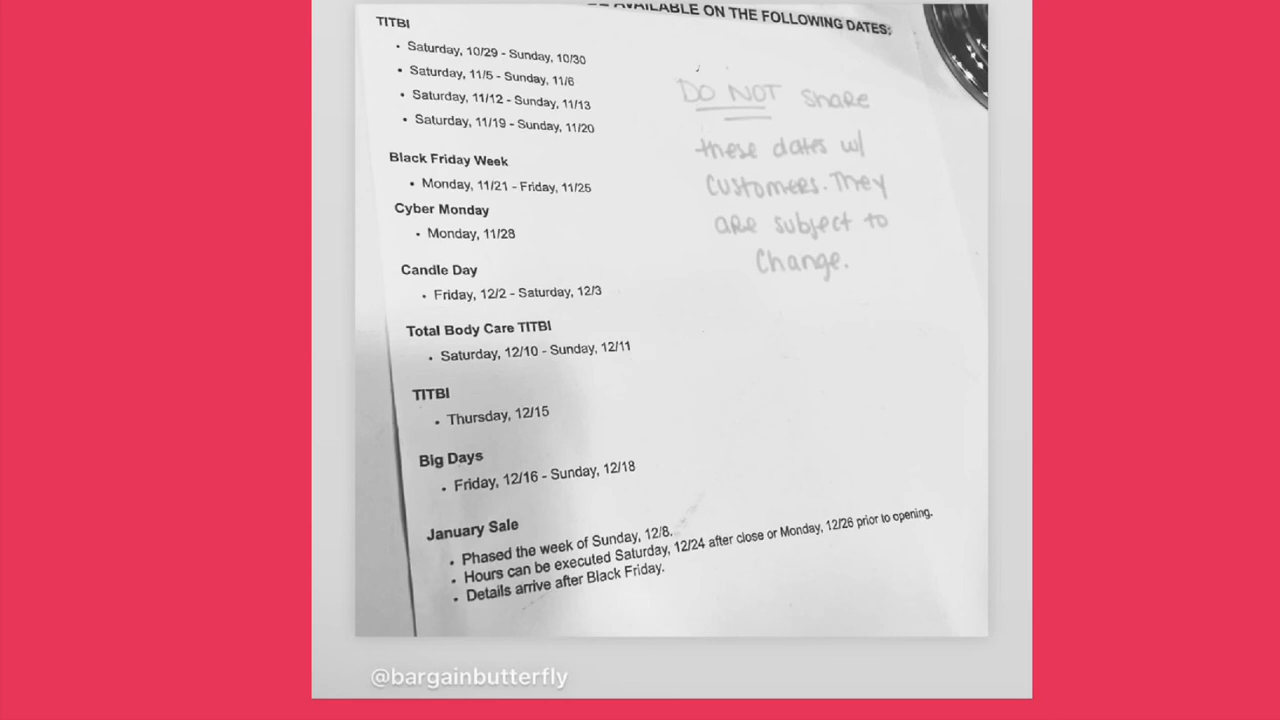 AVAILABLE ON THE FOLLOWING DATES:
TITBI
• Saturday, 10/29 - Sunday, 10/30
• Saturday, 11/5 - Sunday, 11/6
• Saturday, 11/12 - Sunday, 11/13
• Saturday, 11/19 - Sunday, 11/20
DO NOT share
these dates w/
customers. They
are subject to
change.
Black Friday Week
• Monday, 11/21 - Friday, 11/25
Cyber Monday
• Monday, 11/28
Candle Day
• Friday, 12/2 - Saturday, 12/3
Total Body Care TITBI
• Saturday, 12/10 - Sunday, 12/11
TITBI
• Thursday, 12/15
Big Days
• Friday, 12/16 - Sunday, 12/18
January Sale
• Phased the week of Sunday, 12/8.
• Hours can be executed Saturday, 12/24 after close or Monday, 12/26 prior to opening.
• Details arrive after Black Friday.
@bargainbutterfly